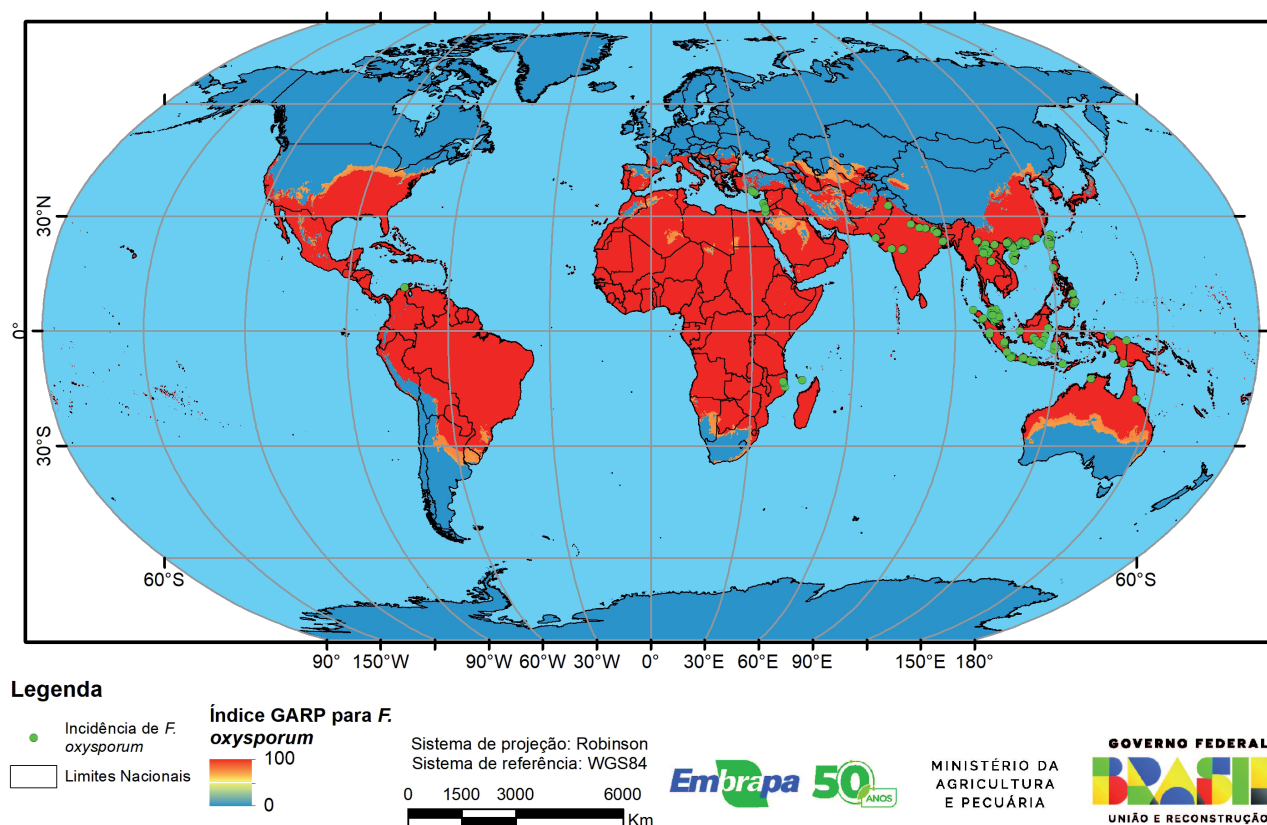 30°N
0°
30°S
60°S
60°S
90° 150°W 90°W 60°W 30°W 0° 30°E 60°E 90°E 150°E 180°
Legenda
Incidência de F.
oxysporum
Limites Nacionais
Índice GARP para F.
oxysporum
100
0
Sistema de projeção: Robinson
Sistema de referência: WGS84
0 1500 3000 6000
Km
Embrapa
50
ANOS
MINISTÉRIO DA
AGRICULTURA
E PECUÁRIA
GOVERNO FEDERAL
BRASIL
UNIÃO E RECONSTRUÇÃO